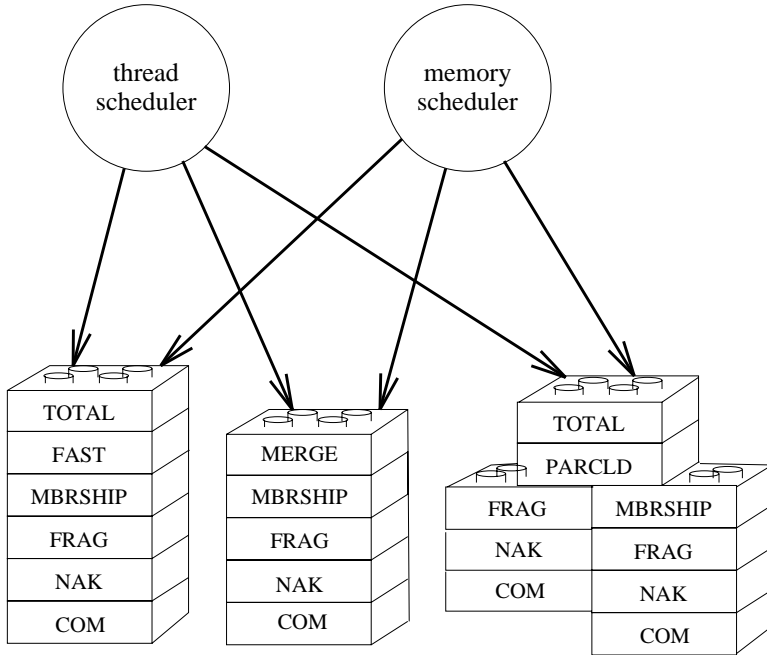 thread
scheduler
memory
scheduler
TOTAL
FAST
MBRSHIP
FRAG
NAK
COM
MERGE
MBRSHIP
FRAG
NAK
COM
TOTAL
PARCLD
FRAG
NAK
COM
MBRSHIP
FRAG
NAK
COM